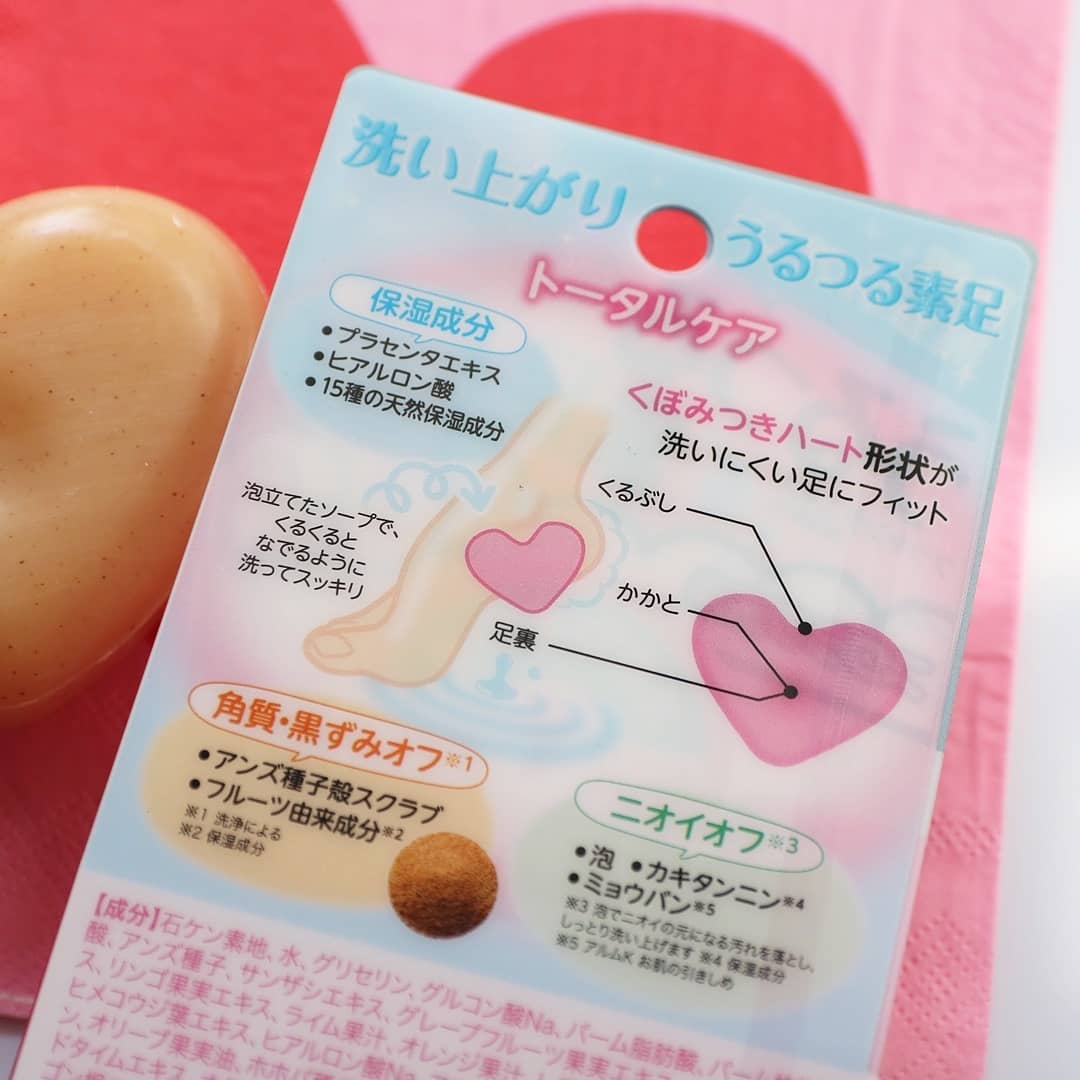 洗い上がり うるつる素足
トータルケア
保湿成分
●プラセンタエキス
●ヒアルロン酸
●15種の天然保湿成分
くぼみつきハート形状が
洗いにくい足にフィット
泡立てたソープで、
くるくると
なでるように
洗ってスッキリ
くるぶし
かかと
足裏
角質・黒ずみオフ※1
●アンズ種子殻スクラブ
●フルーツ由来成分※2
※1 洗浄による
※2 保湿成分
ニオイオフ※3
●泡 ●カキタンニン※4
●ミョウバン※5
※3 泡でニオイの元になる汚れを落とし、
しっとり洗い上げます ※4 保湿成分
※5 アルムK お肌の引きしめ
【成分】石ケン素地、水、グリセリン、グルコン酸Na、パーム脂肪酸、パーム
酸、アンズ種子、サンザシエキス、グレープフルーツ果実エキス
ス、リンゴ果実エキス、ライム果汁、オレンジ果汁
ヒメコウジ葉エキス、ヒアルロン酸Na
ン、オリーブ果実油、ホホバ
ドタイムエキス